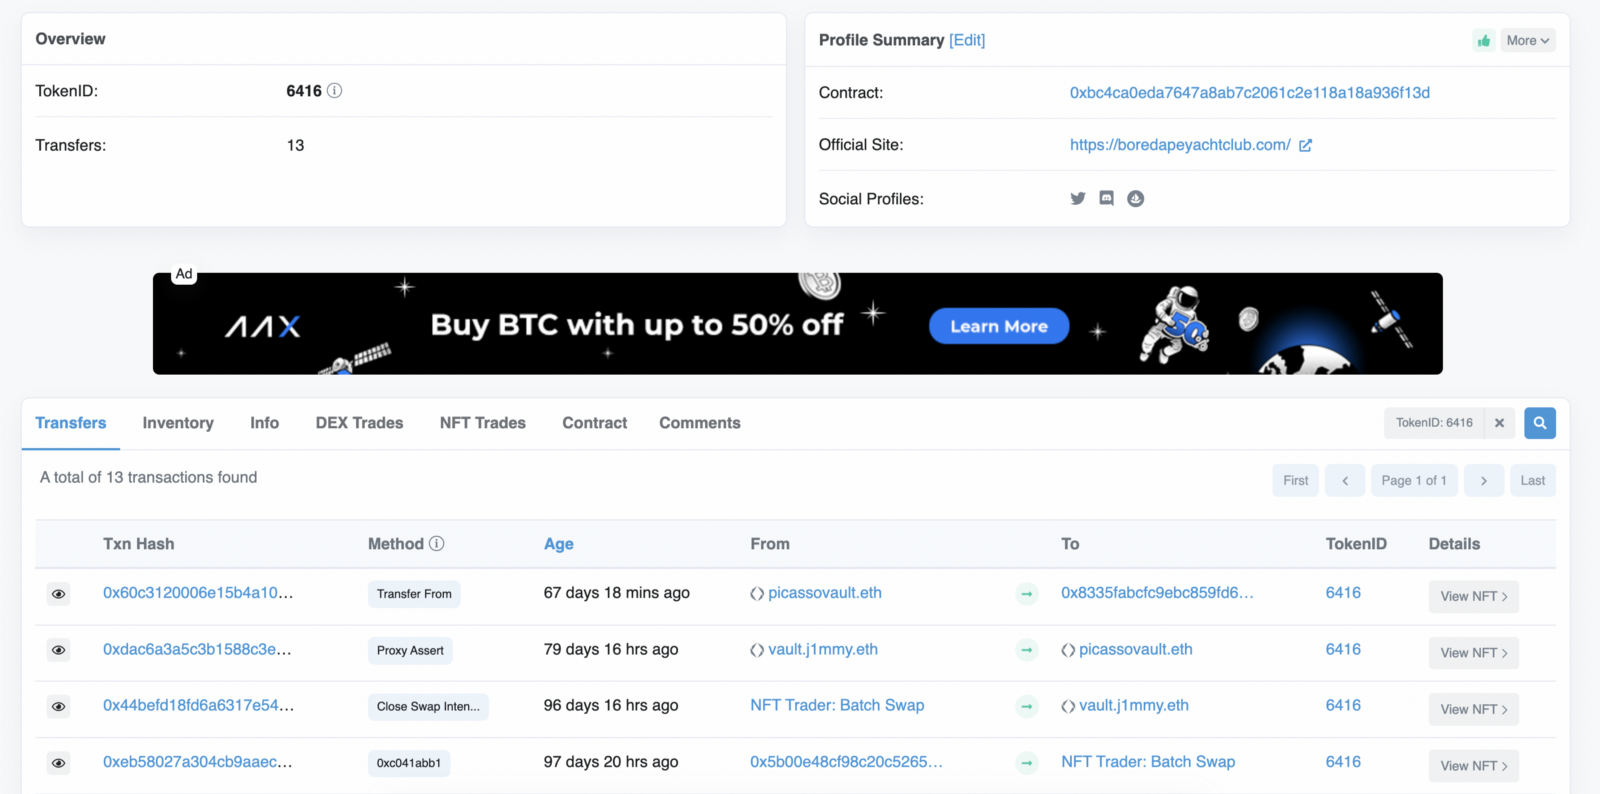 Overview
TokenID: 6416
Transfers: 13
Profile Summary [Edit]
More
Contract: 0xbc4ca0eda7647a8ab7c2061c2e118a18a936f13d
Official Site: https://boredapeyachtclub.com/
Social Profiles:
Ad
AAX Buy BTC with up to 50% off Learn More
50%
Transfers Inventory Info DEX Trades NFT Trades Contract Comments TokenID: 6416
A total of 13 transactions found
First Page 1 of 1 Last
Txn Hash Method Age From To TokenID Details
0x60c3120006e15b4a10... Transfer From 67 days 18 mins ago picassovault.eth 0x8335fabcfc9ebc859fd6... 6416 View NFT >
0xdac6a3a5c3b1588c3e... Proxy Assert 79 days 16 hrs ago vault.j1mmy.eth picassovault.eth 6416 View NFT >
0x44befd18fd6a6317e54... Close Swap Inten... 96 days 16 hrs ago NFT Trader: Batch Swap vault.j1mmy.eth 6416 View NFT >
0xeb58027a304cb9aaec... 0xc041abb1 97 days 20 hrs ago 0x5b00e48cf98c20c5265... NFT Trader: Batch Swap 6416 View NFT >